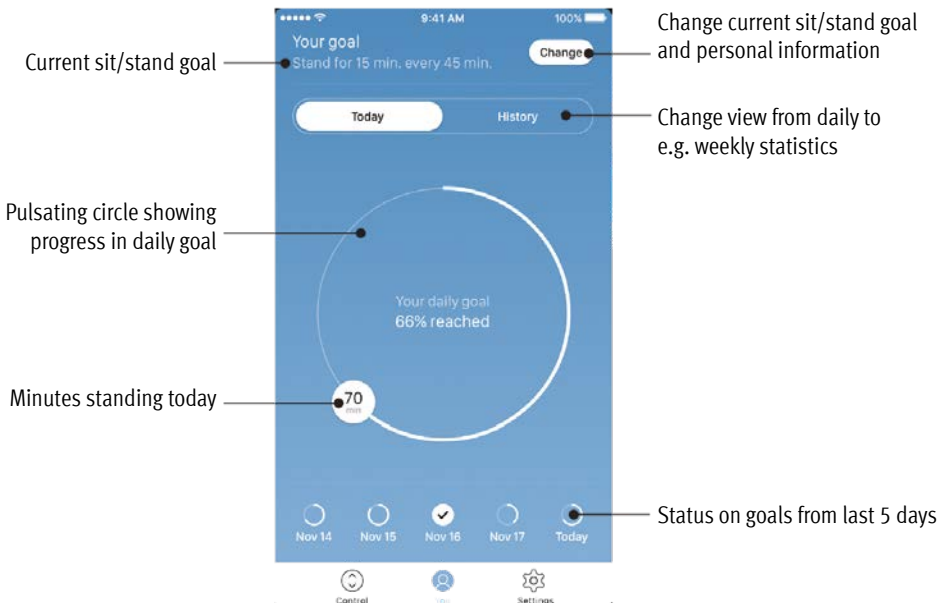 9:41 AM
100%
Your goal
Stand for 15 min. every 45 min.
Change
Change current sit/stand goal
and personal information
Current sit/stand goal
Today
History
Change view from daily to
e.g. weekly statistics
Pulsating circle showing
progress in daily goal
Your daily goal
66% reached
Minutes standing today
70
min
Nov 14
Nov 15
Nov 16
Nov 17
Today
Status on goals from last 5 days
Control
Settings